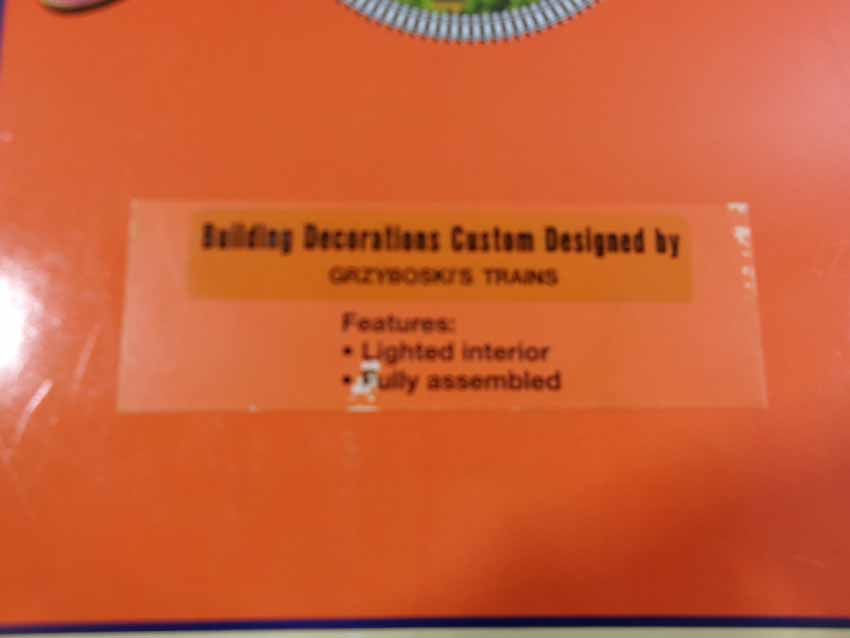 Building Decorations Custom Designed by
GRZYBOSKI'S TRAINS
Features:
• Lighted interior
• Fully assembled